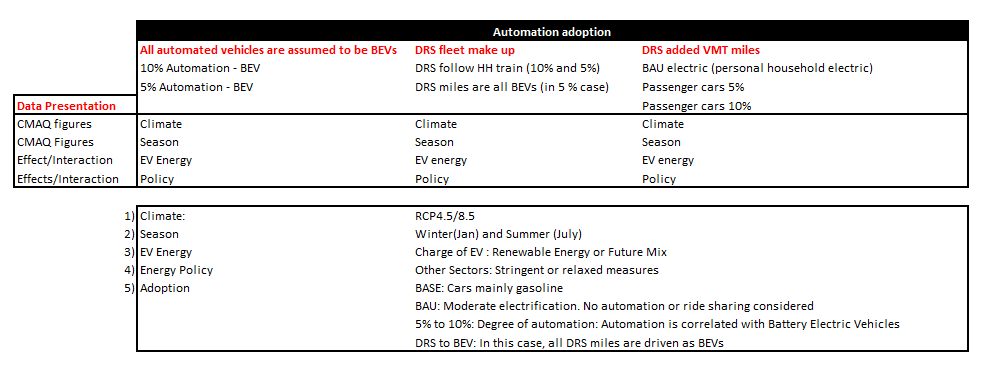 Automation adoption
All automated vehicles are assumed to be BEVs DRS fleet make up DRS added VMT miles
10% Automation - BEV DRS follow HH train (10% and 5%) BAU electric (personal household electric)
5% Automation - BEV DRS miles are all BEVs (in 5 % case) Passenger cars 5%
Data Presentation Passenger cars 10%
CMAQ figures Climate Climate Climate
CMAQ Figures Season Season Season
Effect/Interaction EV Energy EV energy EV energy
Effects/Interaction Policy Policy Policy
1) Climate: RCP4.5/8.5
2) Season Winter(Jan) and Summer (July)
3) EV Energy Charge of EV : Renewable Energy or Future Mix
4) Energy Policy Other Sectors: Stringent or relaxed measures
5) Adoption BASE: Cars mainly gasoline
BAU: Moderate electrification. No automation or ride sharing considered
5% to 10%: Degree of automation: Automation is correlated with Battery Electric Vehicles
DRS to BEV: In this case, all DRS miles are driven as BEVs